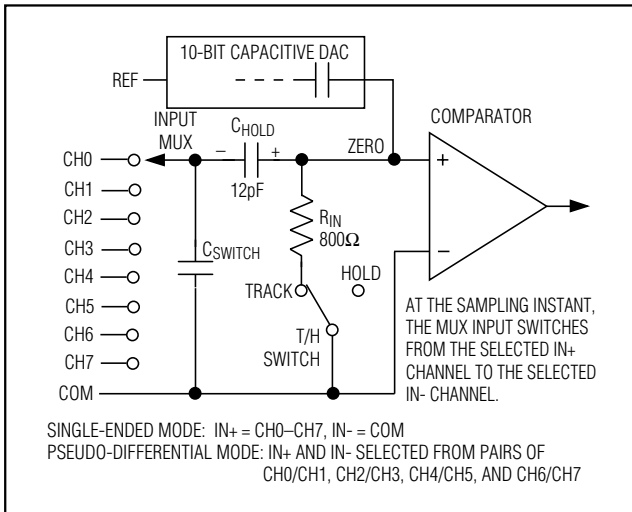 10-BIT CAPACITIVE DAC
REF
INPUT
MUX
CHOLD
− +
12pF
ZERO
COMPARATOR
+
−
CH0
CH1
CH2
CH3
CH4
CH5
CH6
CH7
COM
CSWITCH
RIN
800Ω
TRACK
HOLD
T/H
SWITCH
AT THE SAMPLING INSTANT,
THE MUX INPUT SWITCHES
FROM THE SELECTED IN+
CHANNEL TO THE SELECTED
IN- CHANNEL.
SINGLE-ENDED MODE: IN+ = CH0–CH7, IN- = COM
PSEUDO-DIFFERENTIAL MODE: IN+ AND IN- SELECTED FROM PAIRS OF
CH0/CH1, CH2/CH3, CH4/CH5, AND CH6/CH7